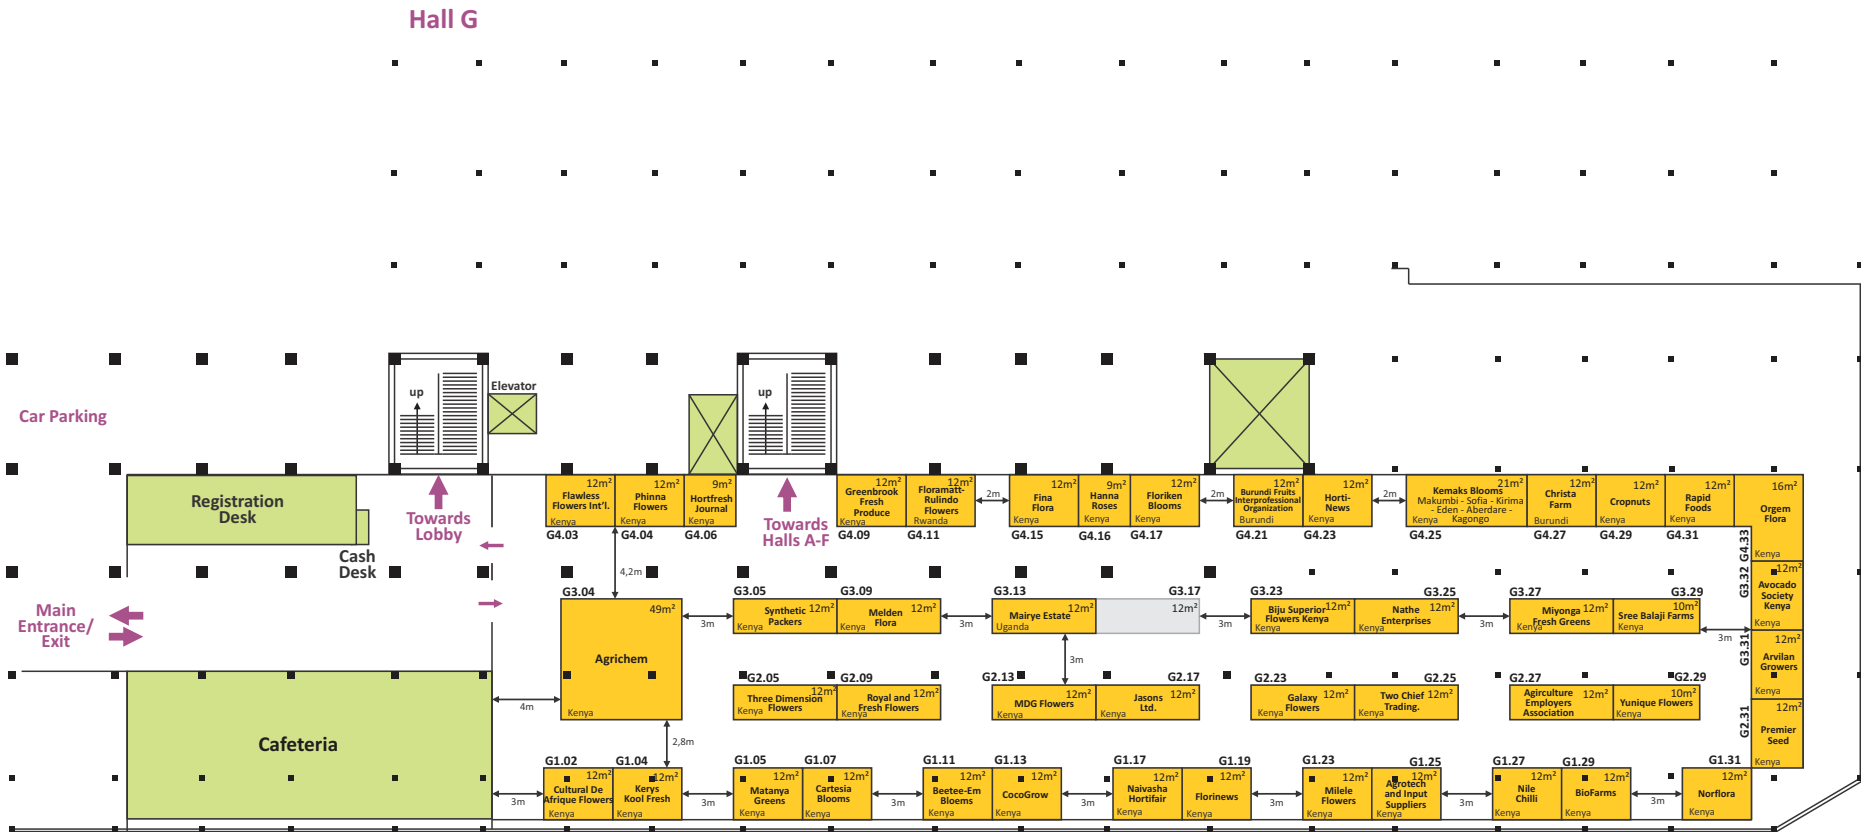 Hall G
Car Parking
up
Elevator
up
Registration
Desk
Cash
Desk
Towards
Lobby
Towards
Halls A-F
Main
Entrance/
Exit
Cafeteria
12m²
Flawless
Flowers Int'l.
Kenya
G4.03
12m²
Phinna
Flowers
Kenya
G4.04
9m²
Hortfresh
Journal
Kenya
G4.06
12m²
Greenbrook
Fresh
Produce
Kenya
G4.09
12m²
Floramatt-
Rulindo
Flowers
Rwanda
G4.11
2m
12m²
Fina
Flora
Kenya
G4.15
9m²
Hanna
Roses
Kenya
G4.16
12m²
Floriken
Blooms
Kenya
G4.17
2m
12m²
Burundi Fruits
Interprofessional
Organization
Burundi
G4.21
12m²
Horti-
News
Kenya
G4.23
2m
21m²
Kemaks Blooms
Makumbi - Sofia - Kirima
- Eden - Aberdare -
Kagongo
Kenya
G4.25
12m²
Christa
Farm
Burundi
G4.27
12m²
Cropnuts
Kenya
G4.29
12m²
Rapid
Foods
Kenya
G4.31
16m²
Orgem
Flora
Kenya
G4.33
4,2m
G3.04
49m²
Agrichem
Kenya
3m
G3.05
Synthetic
Packers
12m²
Kenya
G3.09
Melden
Flora
12m²
Kenya
3m
G3.13
Mairye Estate
12m²
Uganda
G3.17
12m²
3m
G3.23
Biju Superior
Flowers Kenya
12m²
Kenya
G3.25
Nathe
Enterprises
12m²
Kenya
3m
G3.27
Miyonga
Fresh Greens
12m²
Kenya
G3.29
10m²
Sree Balaji Farms
Kenya
3m
G3.32
12m²
Avocado
Society
Kenya
Kenya
G3.31
12m²
Arvilan
Growers
Kenya
4m
G2.05
Three Dimension
Flowers
12m²
Kenya
G2.09
Royal and
Fresh Flowers
12m²
Kenya
3m
G2.13
MDG Flowers
12m²
Kenya
G2.17
Jasons
Ltd.
12m²
Kenya
G2.23
Galaxy
Flowers
12m²
Kenya
G2.25
Two Chief
Trading.
12m²
Kenya
G2.27
Agirculture
Employers
Association
12m²
Kenya
G2.29
10m²
Yunique Flowers
Kenya
G2.31
12m²
Premier
Seed
Kenya
2,8m
3m
G1.02
12m²
Cultural De
Afrique Flowers
Kenya
G1.04
12m²
Kerys
Kool Fresh
Kenya
3m
G1.05
12m²
Matanya
Greens
Kenya
G1.07
12m²
Cartesia
Blooms
Kenya
3m
G1.11
12m²
Beetee-Em
Bloems
Kenya
G1.13
12m²
CocoGrow
Kenya
3m
G1.17
12m²
Naivasha
Hortifair
Kenya
G1.19
12m²
Florinews
Kenya
3m
G1.23
12m²
Milele
Flowers
Kenya
G1.25
12m²
Agrotech
and Input
Suppliers
Kenya
3m
G1.27
12m²
Nile
Chilli
Kenya
G1.29
12m²
BioFarms
Kenya
3m
G1.31
12m²
Norflora
Kenya